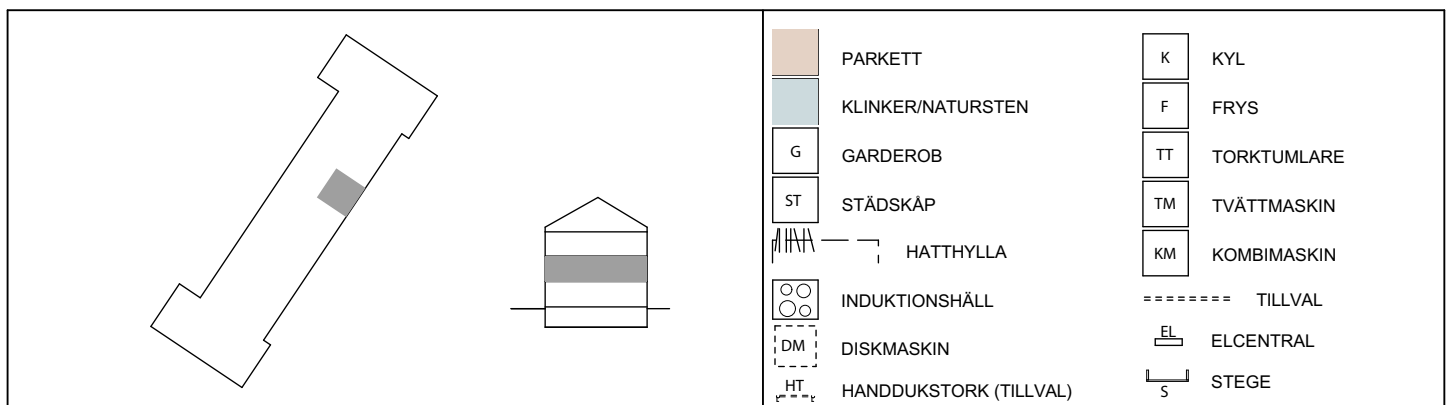 PARKETT
KLINKER/NATURSTEN
G GARDEROB
ST STÄDSKÅP
HATTHYLLA
INDUKTIONSHÄLL
DM DISKMASKIN
HT HANDDUKSTORK (TILLVAL)
K KYL
F FRYS
TT TORKTUMLARE
TM TVÄTTMASKIN
KM KOMBIMASKIN
TILLVAL
EL ELCENTRAL
S STEGE